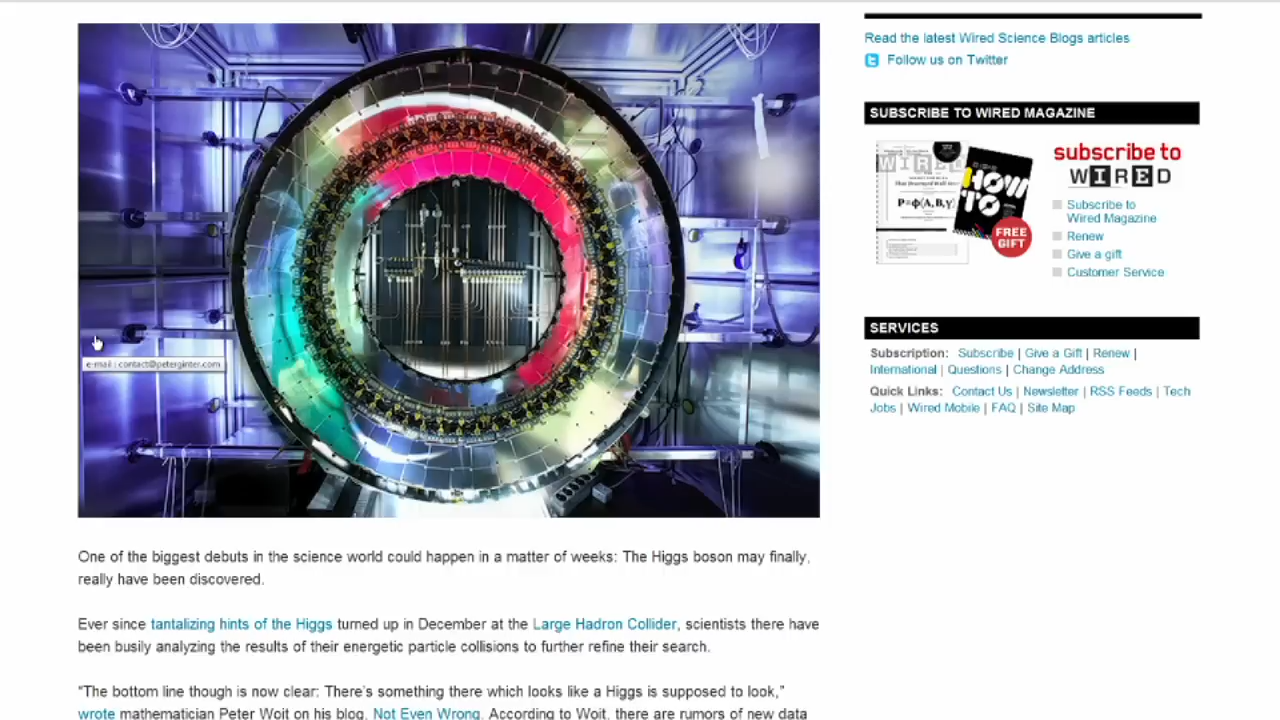 Read the latest Wired Science Blogs articles
Follow us on Twitter
SUBSCRIBE TO WIRED MAGAZINE
WIRED
P=ϕ(A,B,γ)
HOW
TO
FREE
GIFT
subscribe to
WIRED
Subscribe to
Wired Magazine
Renew
Give a gift
Customer Service
SERVICES
Subscription: Subscribe | Give a Gift | Renew |
International | Questions | Change Address
Quick Links: Contact Us | Newsletter | RSS Feeds | Tech
Jobs | Wired Mobile | FAQ | Site Map
e-mail : contact@peterginter.com
One of the biggest debuts in the science world could happen in a matter of weeks: The Higgs boson may finally,
really have been discovered.
Ever since tantalizing hints of the Higgs turned up in December at the Large Hadron Collider, scientists there have
been busily analyzing the results of their energetic particle collisions to further refine their search.
“The bottom line though is now clear: There’s something there which looks like a Higgs is supposed to look,”
wrote mathematician Peter Woit on his blog, Not Even Wrong. According to Woit, there are rumors of new data